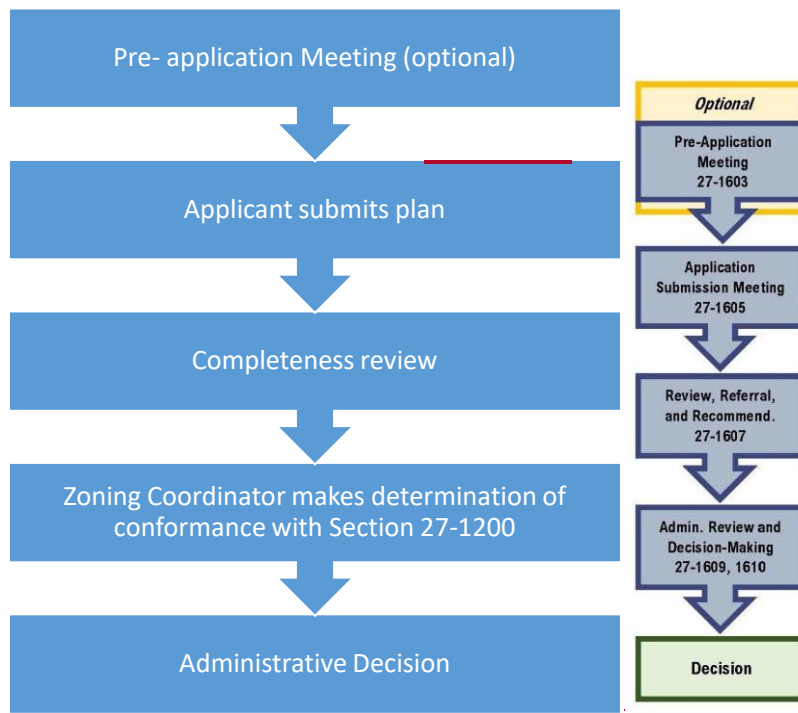 Pre- application Meeting (optional)
Applicant submits plan
Completeness review
Zoning Coordinator makes determination of
conformance with Section 27-1200
Administrative Decision
Optional
Pre-Application
Meeting
27-1603
Application
Submission Meeting
27-1605
Review, Referral,
and Recommend.
27-1607
Admin. Review and
Decision-Making
27-1609, 1610
Decision